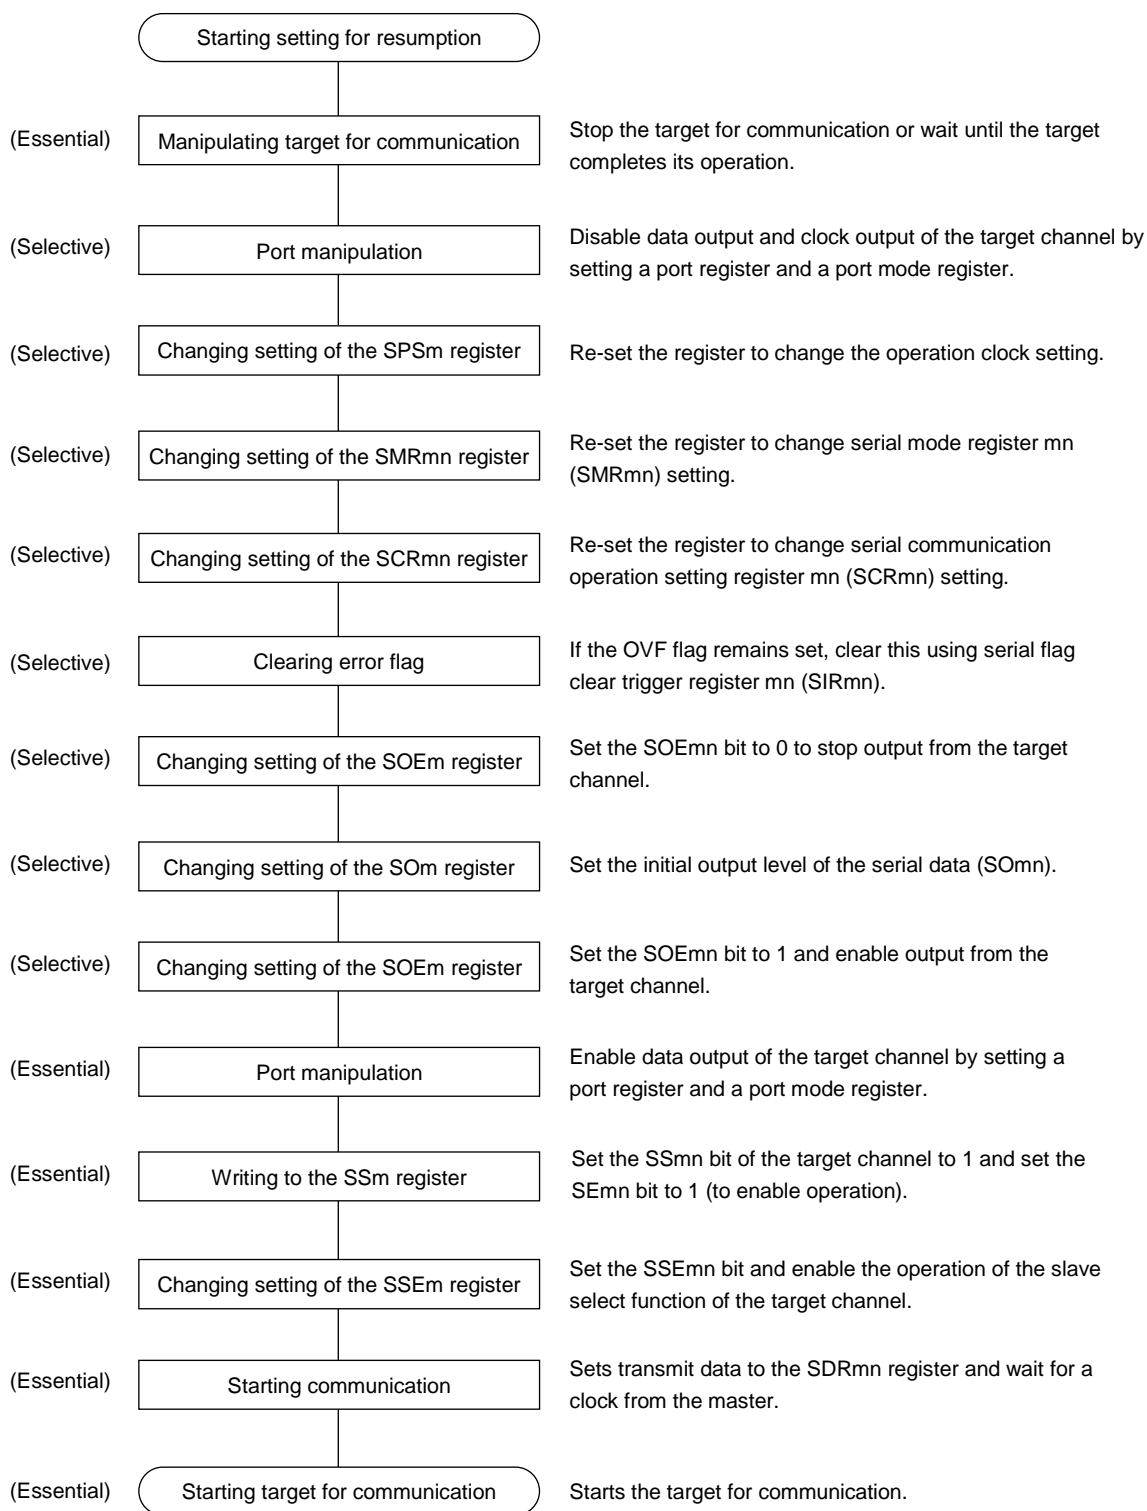 Starting setting for resumption
(Essential)
Manipulating target for communication
Stop the target for communication or wait until the target
completes its operation.
(Selective)
Port manipulation
Disable data output and clock output of the target channel by
setting a port register and a port mode register.
(Selective)
Changing setting of the SPSm register
Re-set the register to change the operation clock setting.
(Selective)
Changing setting of the SMRmn register
Re-set the register to change serial mode register mn
(SMRmn) setting.
(Selective)
Changing setting of the SCRmn register
Re-set the register to change serial communication
operation setting register mn (SCRmn) setting.
(Selective)
Clearing error flag
If the OVF flag remains set, clear this using serial flag
clear trigger register mn (SIRmn).
(Selective)
Changing setting of the SOEm register
Set the SOEmn bit to 0 to stop output from the target
channel.
(Selective)
Changing setting of the SOm register
Set the initial output level of the serial data (SOmn).
(Selective)
Changing setting of the SOEm register
Set the SOEmn bit to 1 and enable output from the
target channel.
(Essential)
Port manipulation
Enable data output of the target channel by setting a
port register and a port mode register.
(Essential)
Writing to the SSm register
Set the SSmn bit of the target channel to 1 and set the
SEmn bit to 1 (to enable operation).
(Essential)
Changing setting of the SSEm register
Set the SSEmn bit and enable the operation of the slave
select function of the target channel.
(Essential)
Starting communication
Sets transmit data to the SDRmn register and wait for a
clock from the master.
(Essential)
Starting target for communication
Starts the target for communication.